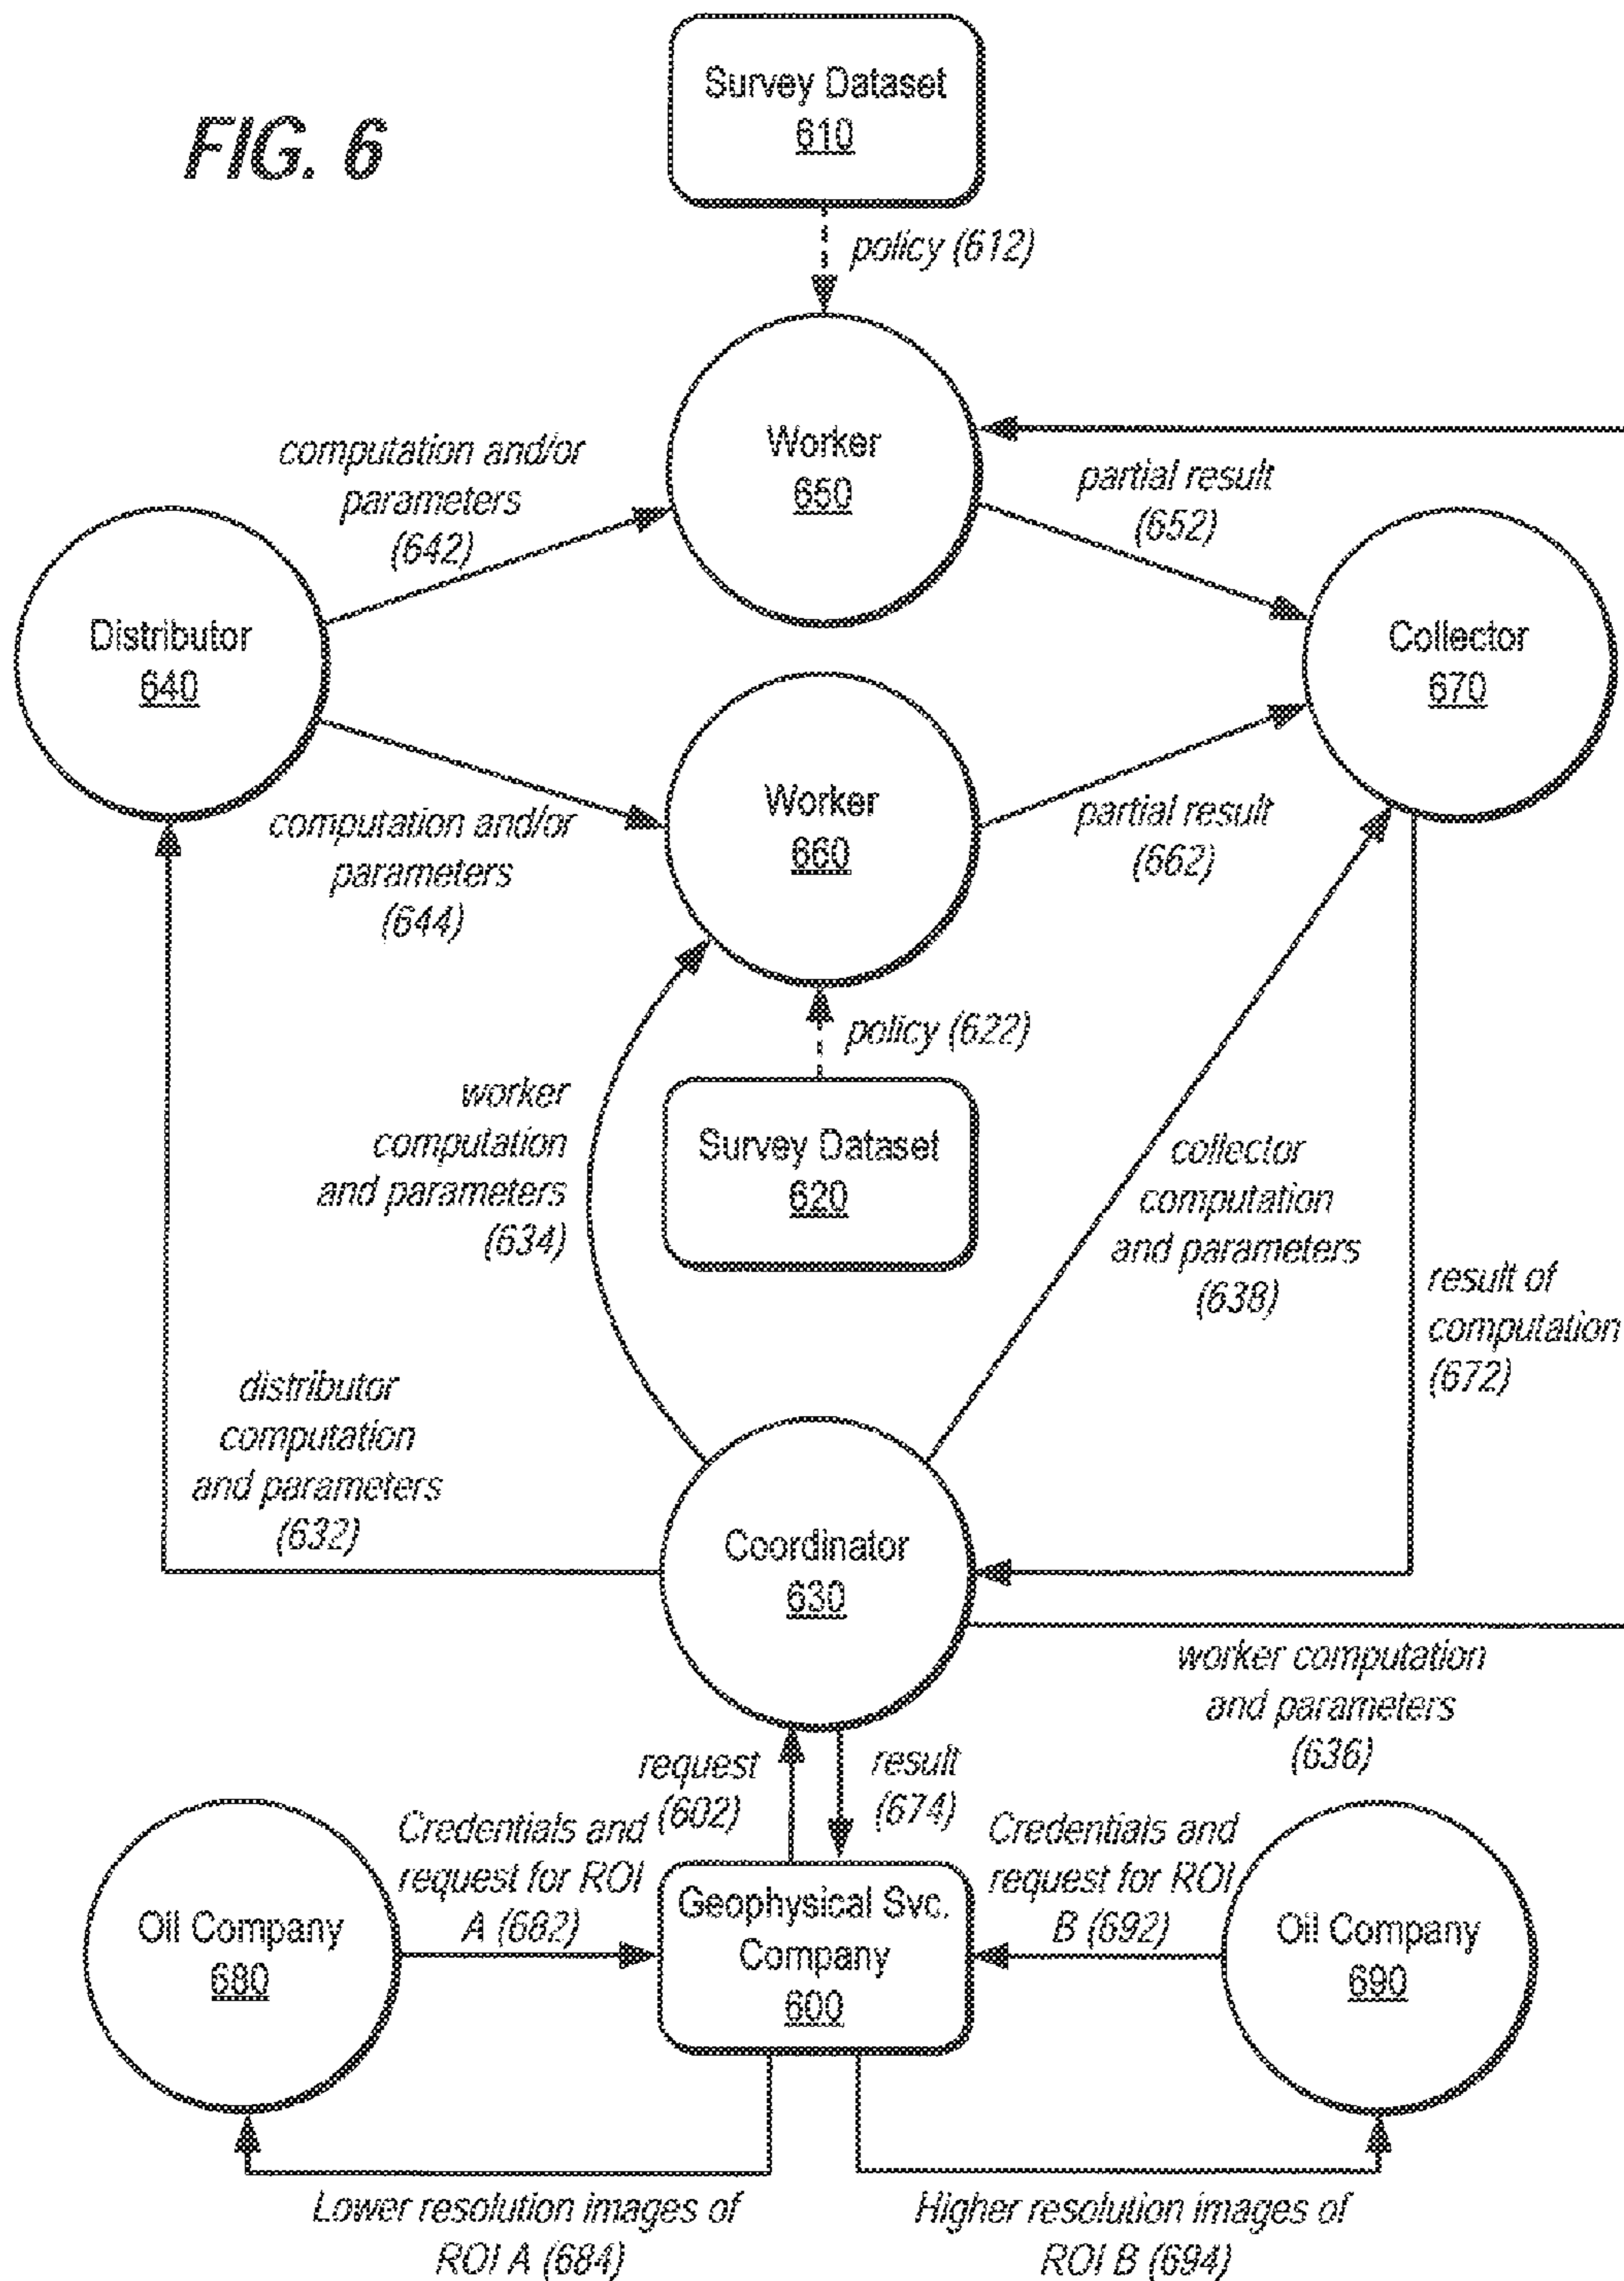 FIG. 6
Survey Dataset
610
policy (612)
Worker
650
computation and/or
parameters
(642)
partial result
(652)
Distributor
640
Collector
670
Worker
660
computation and/or
parameters
(644)
partial result
(662)
policy (622)
Survey Dataset
620
worker
computation
and parameters
(634)
collector
computation
and parameters
(638)
result of
computation
(672)
distributor
computation
and parameters
(632)
Coordinator
630
worker computation
and parameters
(636)
request
(602)
result
(674)
Credentials and
request for ROI
A (682)
Credentials and
request for ROI
B (692)
Oil Company
680
Geophysical Svc.
Company
600
Oil Company
690
Lower resolution images of
ROI A (684)
Higher resolution images of
ROI B (694)